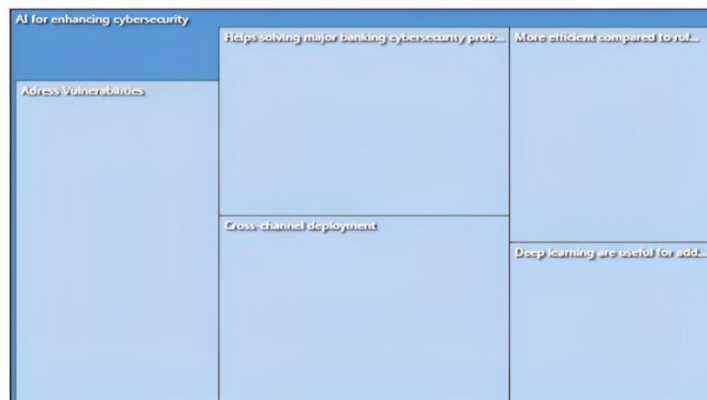 AI for enhancing cybersecurity
Helps solving major banking cybersecurity prob...
More efficient compared to rul...
Adress Vulnerabilities
Cross-channel deployment
Deep learning are useful for add...